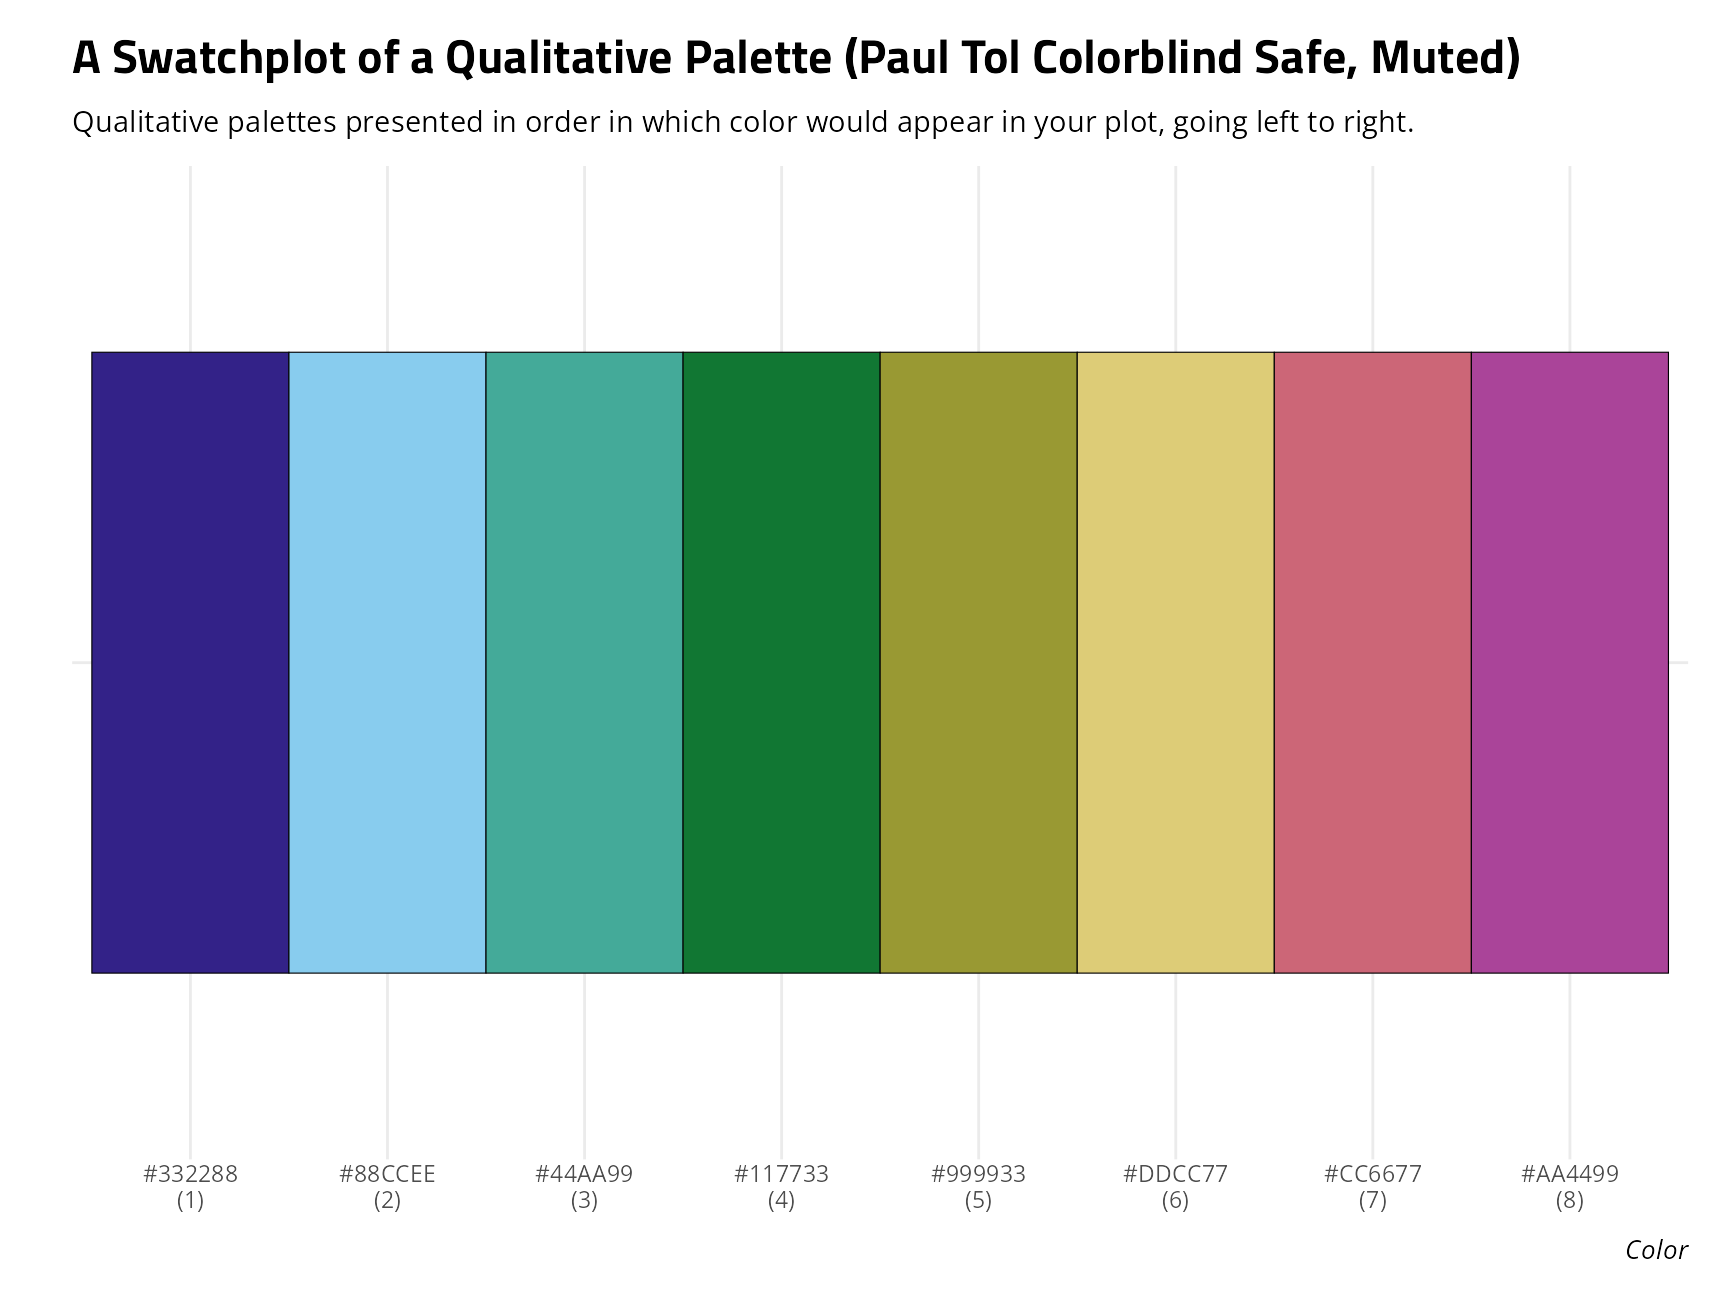 A Swatchplot of a Qualitative Palette (Paul Tol Colorblind Safe, Muted)
Qualitative palettes presented in order in which color would appear in your plot, going left to right.
#332288 #88CCEE #44AA99 #117733 #999933 #DDCC77 #CC6677 #AA4499
(1) (2) (3) (4) (5) (6) (7) (8)
Color